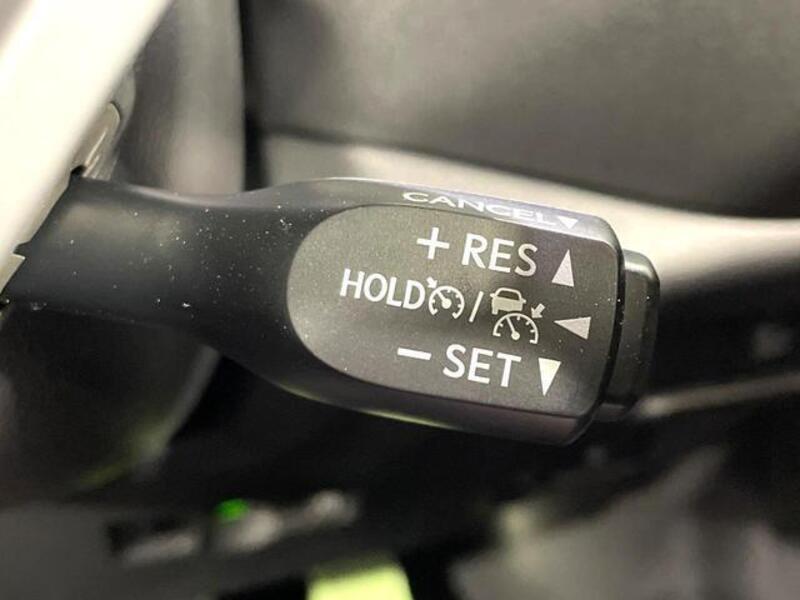 CANCEL
+ RES
HOLD /
− SET